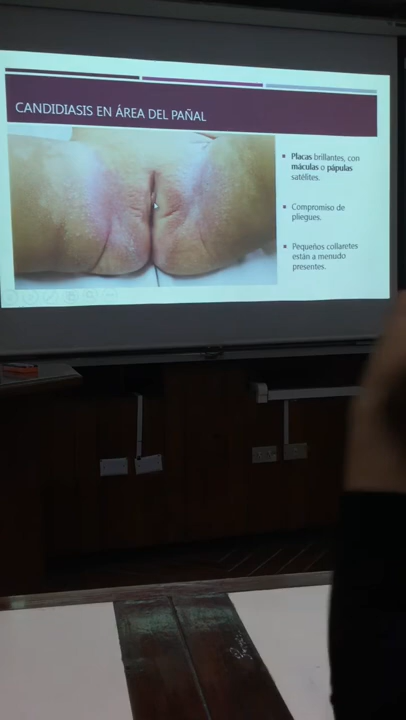 CANDIDIASIS EN ÁREA DEL PAÑAL
Placas brillantes, con
máculas o pápulas
satélites.
Compromiso de
pliegues.
Pequeños collaretes
están a menudo
presentes.